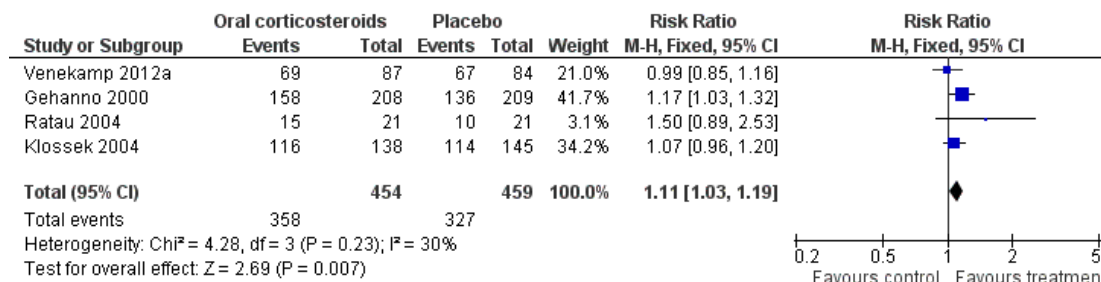 Oral corticosteroids Placebo Risk Ratio Risk Ratio
Study or Subgroup Events Total Events Total Weight M-H, Fixed, 95% CI M-H, Fixed, 95% CI
Venekamp 2012a 69 87 67 84 21.0% 0.99 [0.85, 1.16]
Gehanno 2000 158 208 136 209 41.7% 1.17 [1.03, 1.32]
Ratau 2004 15 21 10 21 3.1% 1.50 [0.89, 2.53]
Klossek 2004 116 138 114 145 34.2% 1.07 [0.96, 1.20]
Total (95% CI) 454 459 100.0% 1.11 [1.03, 1.19]
Total events 358 327
Heterogeneity: Chi² = 4.28, df = 3 (P = 0.23); I² = 30%
Test for overall effect: Z = 2.69 (P = 0.007)
0.2 0.5 1 2 5
Favours control Favours treatmen